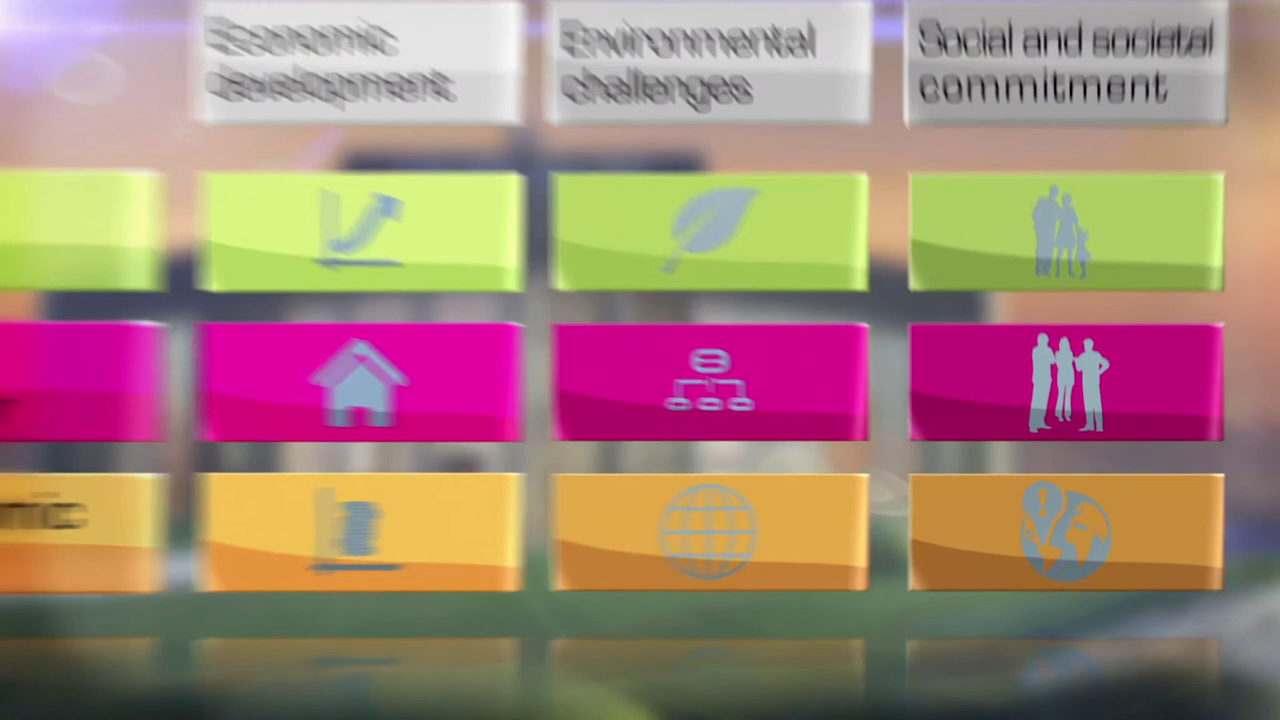 Economic
development
Environmental
challenges
Social and societal
commitment